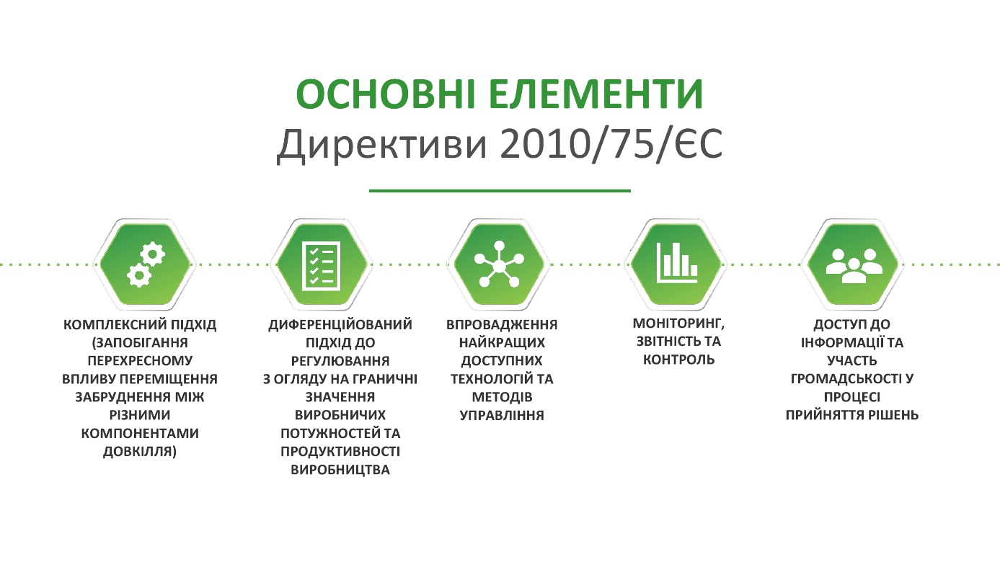 ОСНОВНІ ЕЛЕМЕНТИ
Директиви 2010/75/ЄС
КОМПЛЕКСНИЙ ПІДХІД
(ЗАПОБІГАННЯ
ПЕРЕХРЕСНОМУ
ВПЛИВУ ПЕРЕМІЩЕННЯ
ЗАБРУДНЕННЯ МІЖ
РІЗНИМИ
КОМПОНЕНТАМИ
ДОВКІЛЛЯ)
ДИФЕРЕНЦІЙОВАНИЙ
ПІДХІД ДО
РЕГУЛЮВАННЯ
З ОГЛЯДУ НА ГРАНИЧНІ
ЗНАЧЕННЯ
ВИРОБНИЧИХ
ПОТУЖНОСТЕЙ ТА
ПРОДУКТИВНОСТІ
ВИРОБНИЦТВА
ВПРОВАДЖЕННЯ
НАЙКРАЩИХ
ДОСТУПНИХ
ТЕХНОЛОГІЙ ТА
МЕТОДІВ
УПРАВЛІННЯ
МОНІТОРИНГ,
ЗВІТНІСТЬ ТА
КОНТРОЛЬ
ДОСТУП ДО
ІНФОРМАЦІЇ ТА
УЧАСТЬ
ГРОМАДСЬКОСТІ У
ПРОЦЕСІ
ПРИЙНЯТТЯ РІШЕНЬ